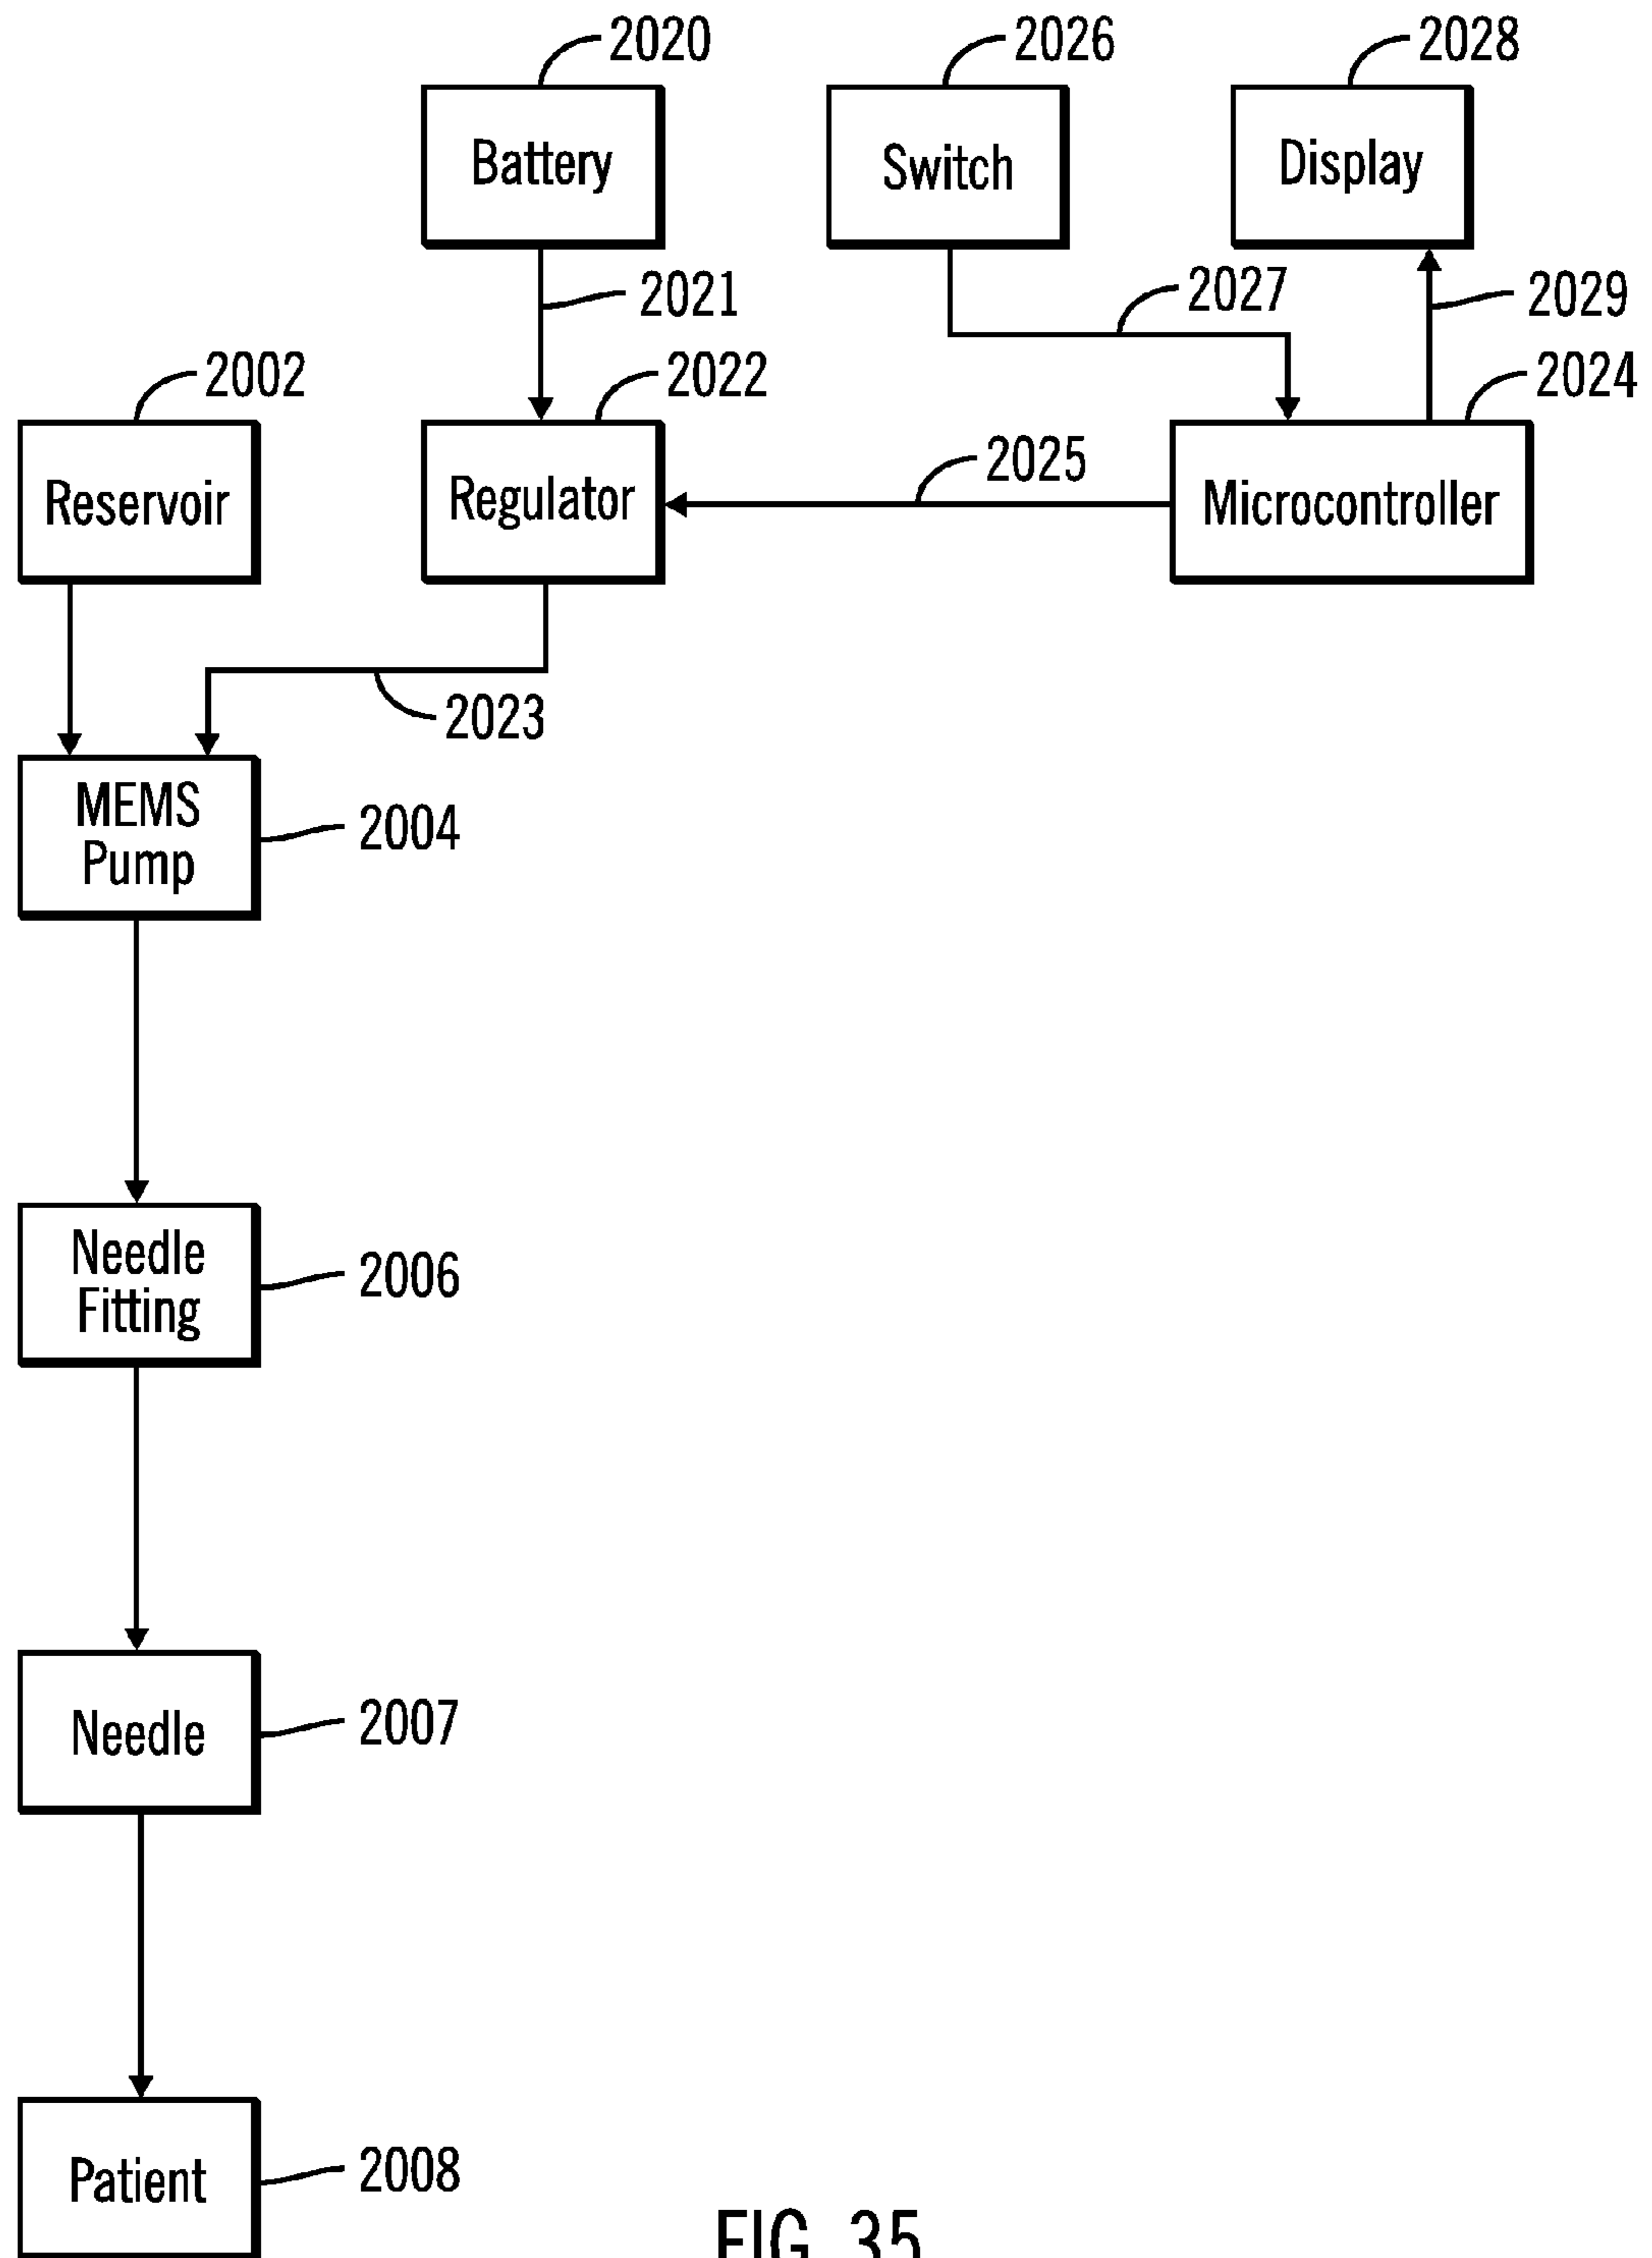 2020
2026
2028
Battery
Switch
Display
2021
2027
2029
2002
2022
2024
Reservoir
Regulator
2025
Microcontroller
2023
MEMS
Pump
2004
Needle
Fitting
2006
Needle
2007
Patient
2008
FIG. 35